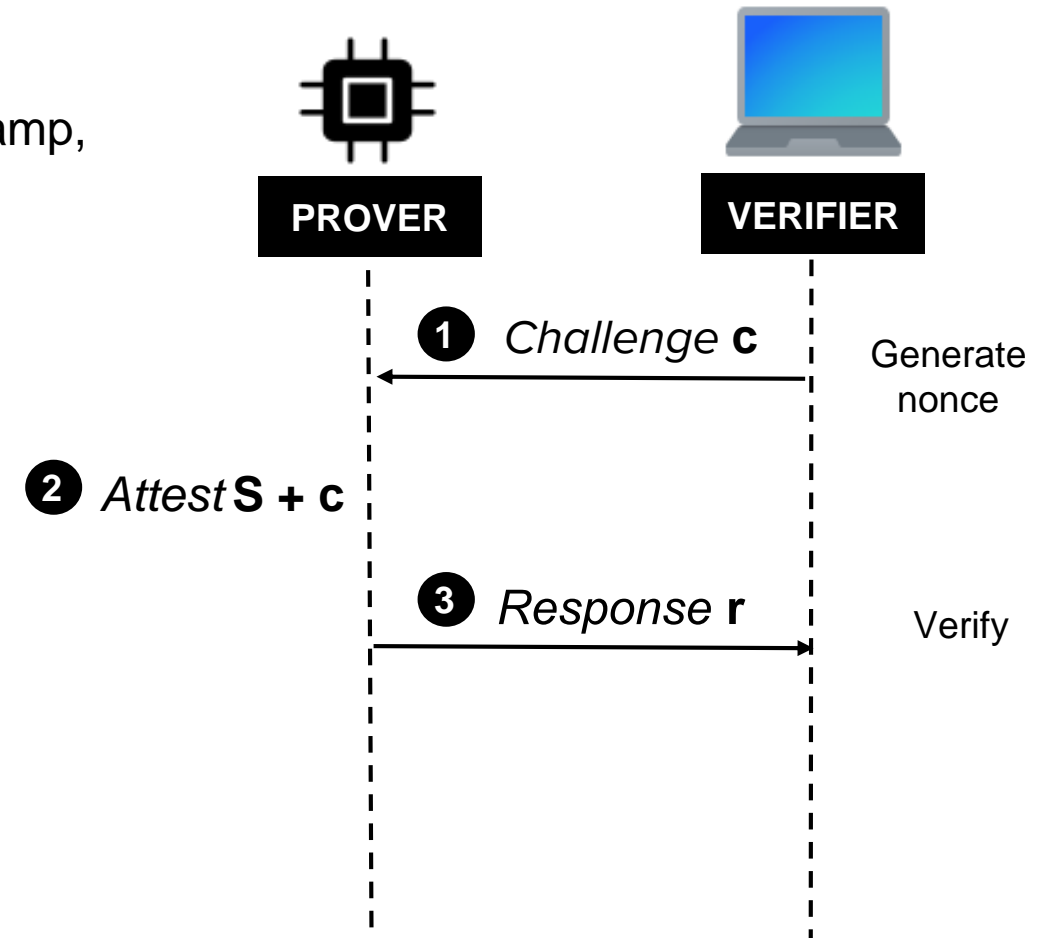 amp,
PROVER
VERIFIER
1 Challenge c
Generate
nonce
2 Attest S + c
3 Response r
Verify